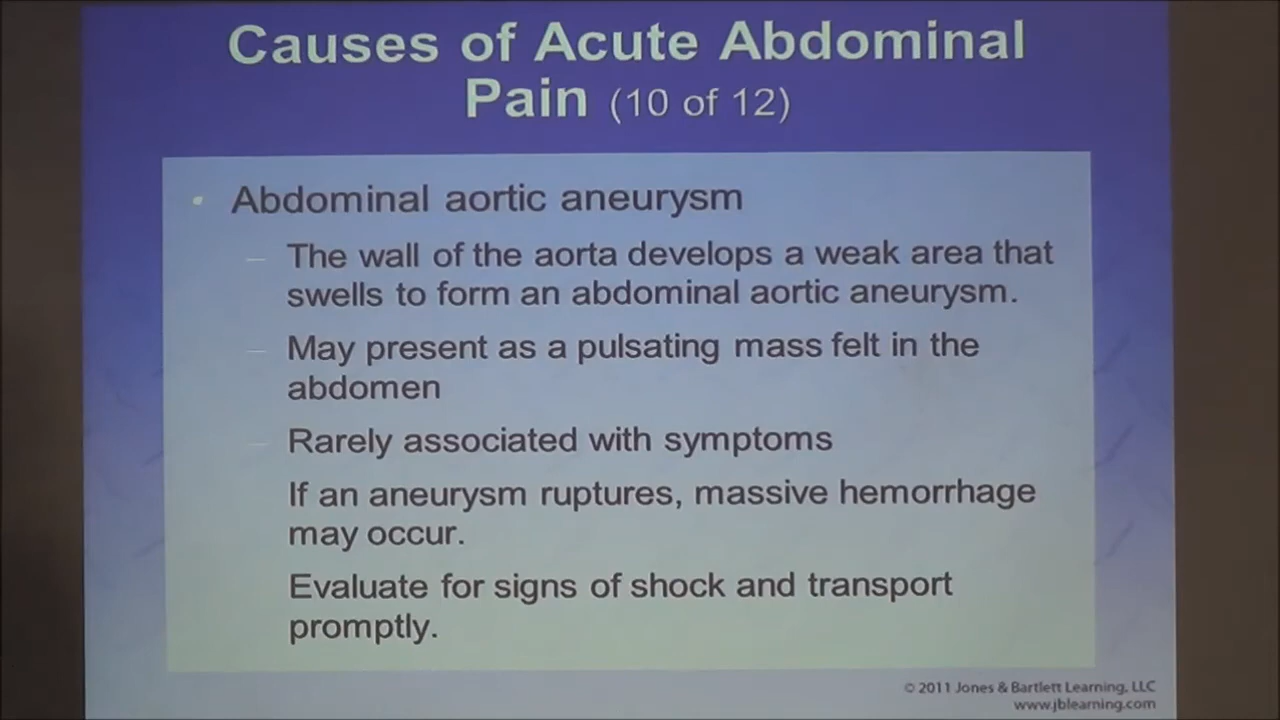 Causes of Acute Abdominal
Pain (10 of 12)
• Abdominal aortic aneurysm
– The wall of the aorta develops a weak area that
swells to form an abdominal aortic aneurysm.
– May present as a pulsating mass felt in the
abdomen
– Rarely associated with symptoms
If an aneurysm ruptures, massive hemorrhage
may occur.
Evaluate for signs of shock and transport
promptly.
© 2011 Jones & Bartlett Learning, LLC
www.jblearning.com